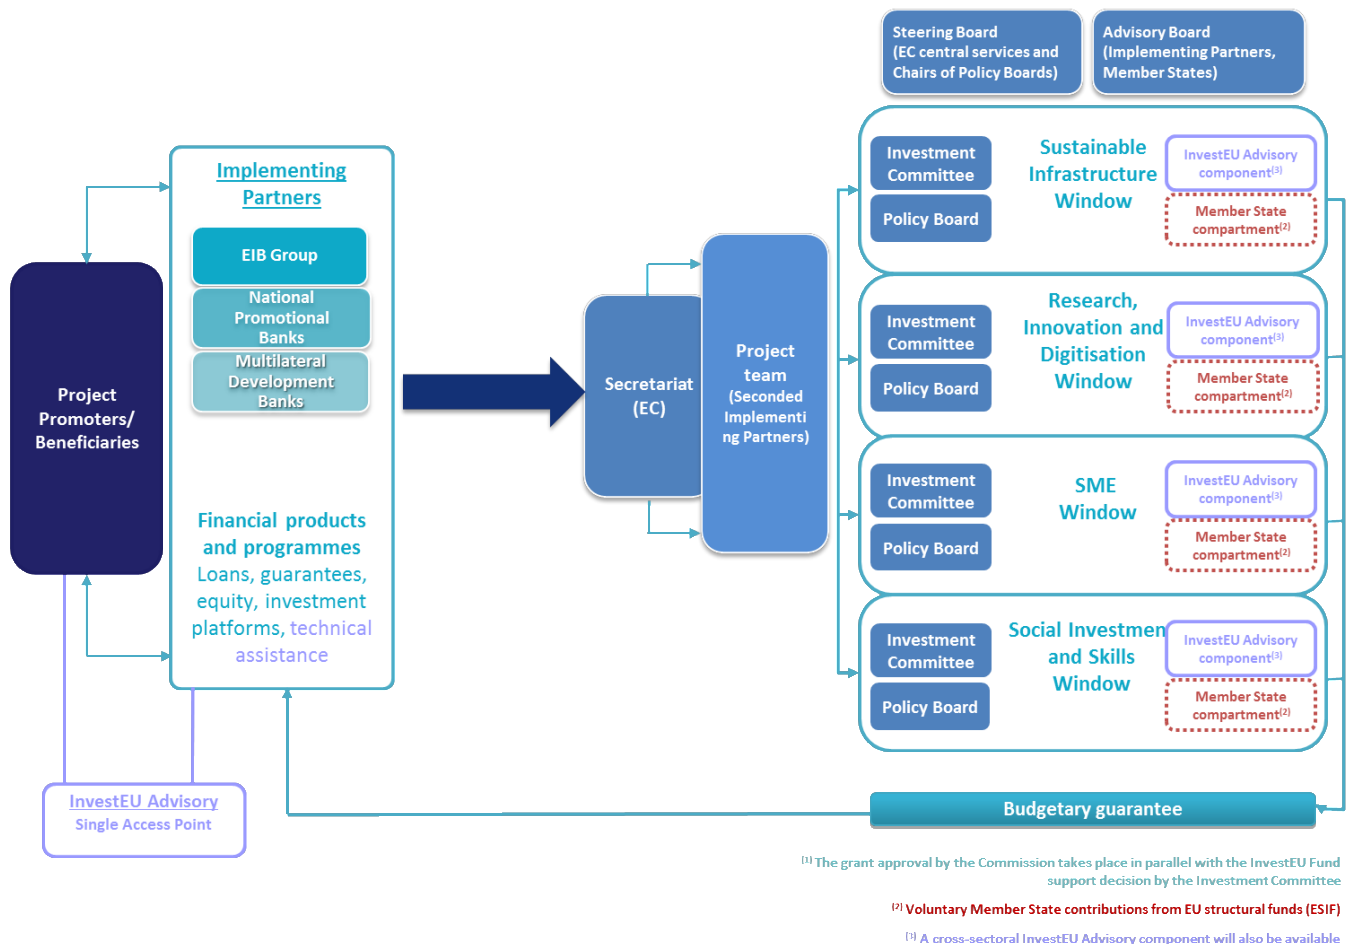 Steering Board
(EC central services and
Chairs of Policy Boards)
Advisory Board
(Implementing Partners,
Member States)
Implementing
Partners
EIB Group
National
Promotional
Banks
Multilateral
Development
Banks
Financial products
and programmes
Loans, guarantees,
equity, investment
platforms, technical
assistance
Project
Promoters/
Beneficiaries
InvestEU Advisory
Single Access Point
Secretariat
(EC)
Project
team
(Seconded
Implementi
ng Partners)
Investment
Committee
Policy Board
Sustainable
Infrastructure
Window
InvestEU Advisory
component(3)
Member State
compartment(2)
Investment
Committee
Policy Board
Research,
Innovation and
Digitisation
Window
InvestEU Advisory
component(3)
Member State
compartment(2)
Investment
Committee
Policy Board
SME
Window
InvestEU Advisory
component(3)
Member State
compartment(2)
Investment
Committee
Policy Board
Social Investmen
and Skills
Window
InvestEU Advisory
component(3)
Member State
compartment(2)
Budgetary guarantee
(1) The grant approval by the Commission takes place in parallel with the InvestEU Fund
support decision by the Investment Committee
(2) Voluntary Member State contributions from EU structural funds (ESIF)
(3) A cross-sectoral InvestEU Advisory component will also be available